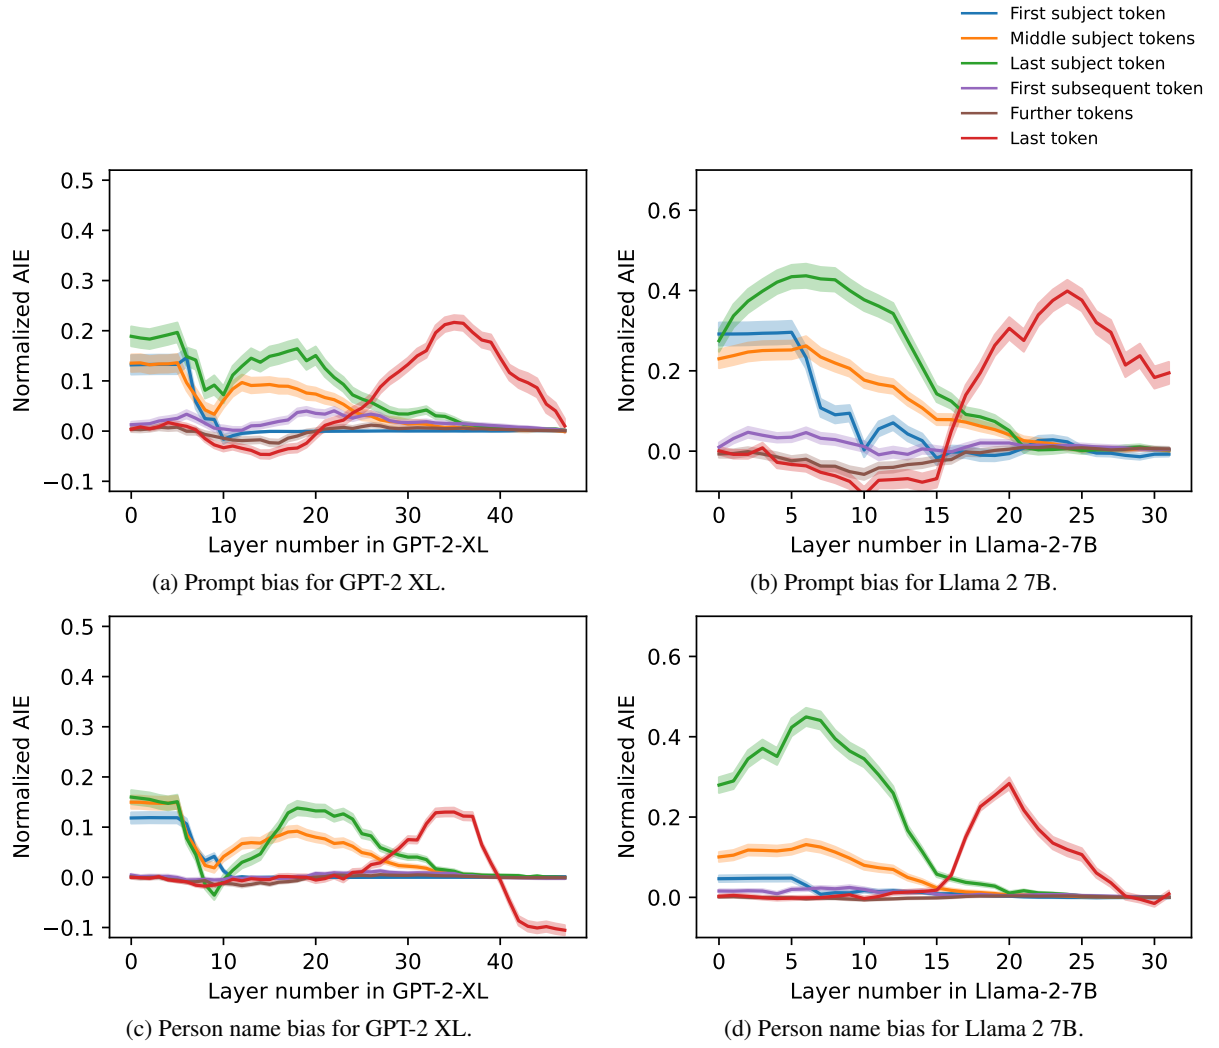 First subject token
Middle subject tokens
Last subject token
First subsequent token
Further tokens
Last token
0.5
0.4
0.3
0.2
0.1
0.0
−0.1
Normalized AIE
0 10 20 30 40
Layer number in GPT-2-XL
(a) Prompt bias for GPT-2 XL.
0.6
0.4
0.2
0.0
Normalized AIE
0 5 10 15 20 25 30
Layer number in Llama-2-7B
(b) Prompt bias for Llama 2 7B.
0.5
0.4
0.3
0.2
0.1
0.0
−0.1
Normalized AIE
0 10 20 30 40
Layer number in GPT-2-XL
(c) Person name bias for GPT-2 XL.
0.6
0.4
0.2
0.0
Normalized AIE
0 5 10 15 20 25 30
Layer number in Llama-2-7B
(d) Person name bias for Llama 2 7B.